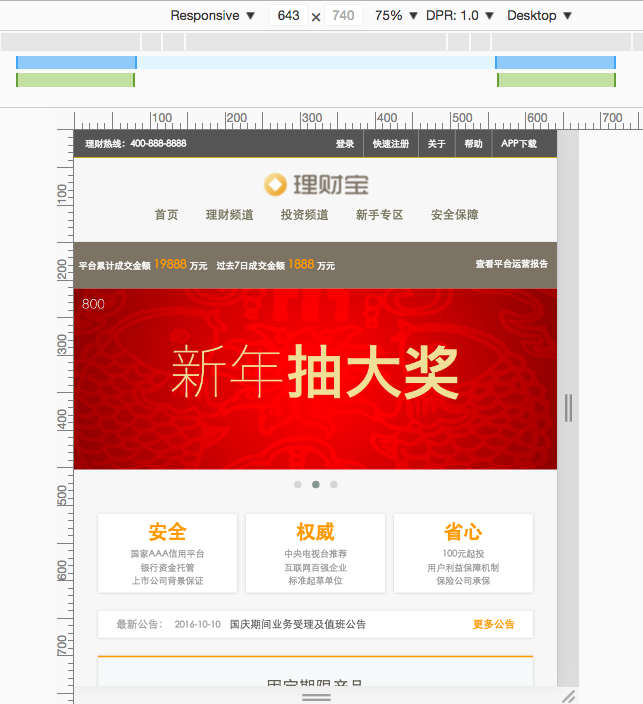 Responsive ▼ 643 × 740 75% ▼ DPR: 1.0 ▼ Desktop ▼
100 200 300 400 500 600 700
100
200
300
400
500
600
700
理财热线：400-888-8888 登录 快速注册 关于 帮助 APP下载
理财宝
首页 理财频道 投资频道 新手专区 安全保障
平台累计成交金额 19888 万元 过去7日成交金额 1888 万元 查看平台运营报告
800
新年抽大奖
安全 权威 省心
国家AAA信用平台 中央电视台推荐 100元起投
银行资金托管 互联网百强企业 用户利益保障机制
上市公司背景保证 标准起草单位 保险公司承保
最新公告： 2016-10-10 国庆期间业务受理及值班公告 更多公告
固定期限产品